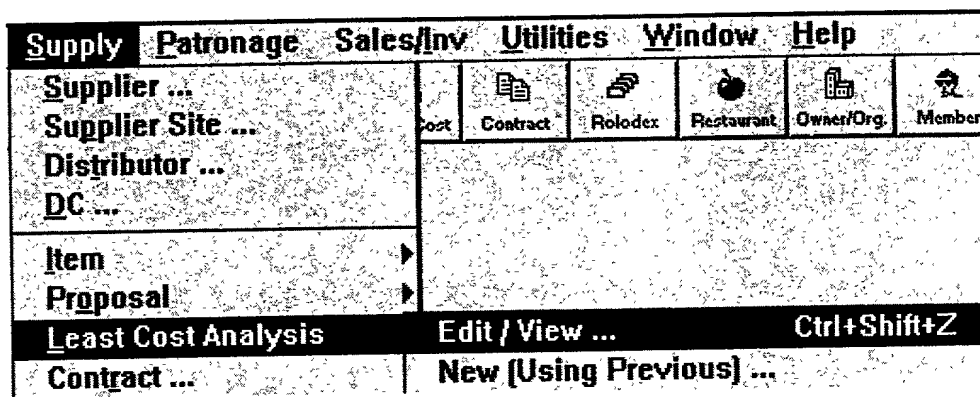 Supply Patronage Sales/Inv Utilities Window Help
Supplier ...
Supplier Site ...
Distributor ...
DC ...
Cost Contract Rolodex Restaurant Owner/Org. Member
Item
Proposal
Least Cost Analysis Edit / View ... Ctrl+Shift+Z
Contract ... New (Using Previous) ...